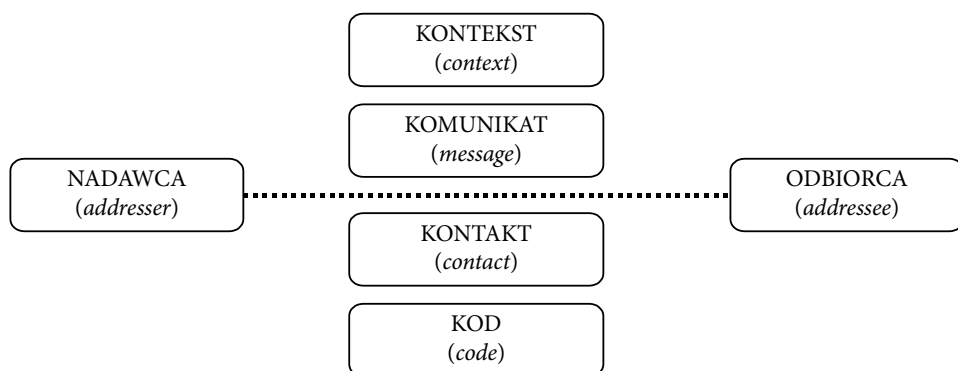 KONTEKST
(context)
KOMUNIKAT
(message)
NADAWCA
(addresser)
ODBIORCA
(addressee)
KONTAKT
(contact)
KOD
(code)